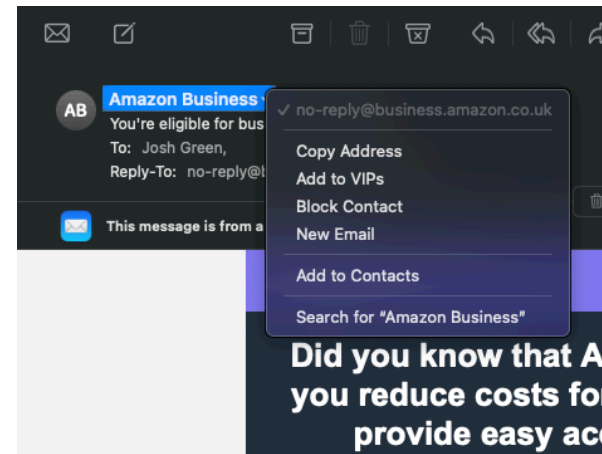 AB
Amazon Business
You're eligible for bus
To: Josh Green,
Reply-To: no-reply@b
This message is from a
✓ no-reply@business.amazon.co.uk
Copy Address
Add to VIPs
Block Contact
New Email
Add to Contacts
Search for “Amazon Business”
Did you know that A
you reduce costs fo
provide easy acc